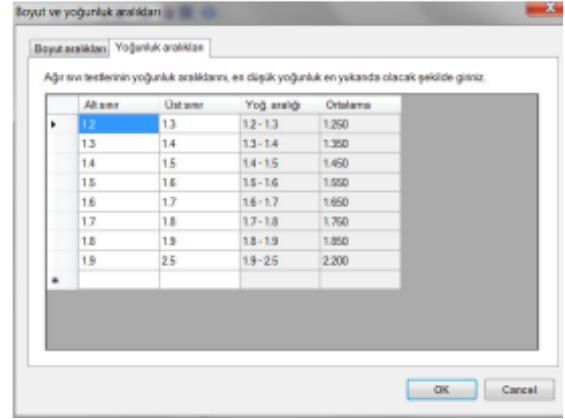 Boyut ve yoğunluk aralıkları
Boyut aralıkları Yoğunluk aralıkları
Ağır sıvı testlerinin yoğunluk aralıklarını, en düşük yoğunluk en yukarıda olacak şekilde giriniz.
Alt sınır Üst sınır Yoğ. aralığı Ortalama
1.2 1.3 1.2 - 1.3 1.250
1.3 1.4 1.3 - 1.4 1.350
1.4 1.5 1.4 - 1.5 1.450
1.5 1.6 1.5 - 1.6 1.550
1.6 1.7 1.6 - 1.7 1.650
1.7 1.8 1.7 - 1.8 1.750
1.8 1.9 1.8 - 1.9 1.850
1.9 2.5 1.9 - 2.5 2.200
OK Cancel